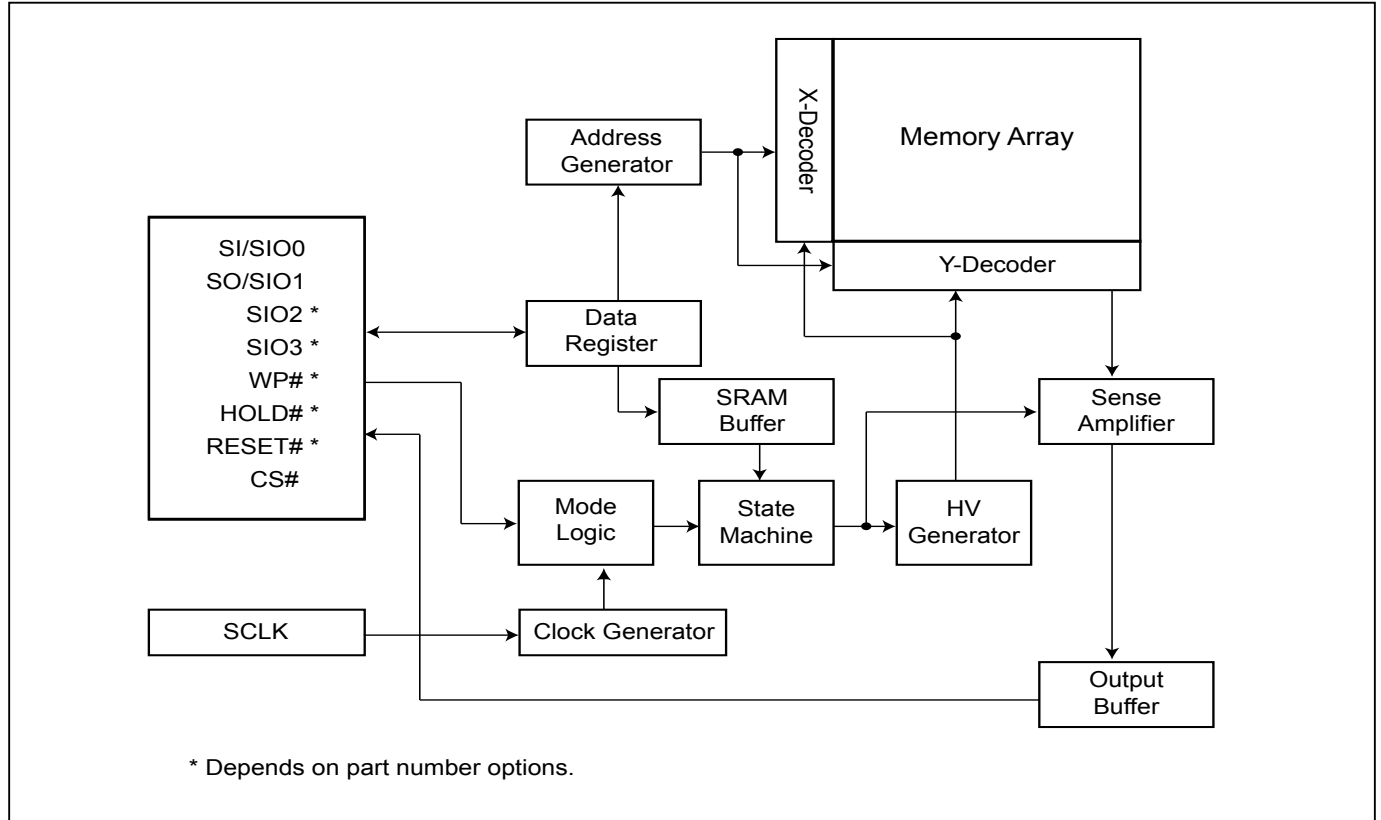 X-Decoder
Memory Array
Address
Generator
Y-Decoder
SI/SIO0
SO/SIO1
SIO2 *
SIO3 *
WP# *
HOLD# *
RESET# *
CS#
Data
Register
SRAM
Buffer
Sense
Amplifier
Mode
Logic
State
Machine
HV
Generator
SCLK
Clock Generator
Output
Buffer
* Depends on part number options.